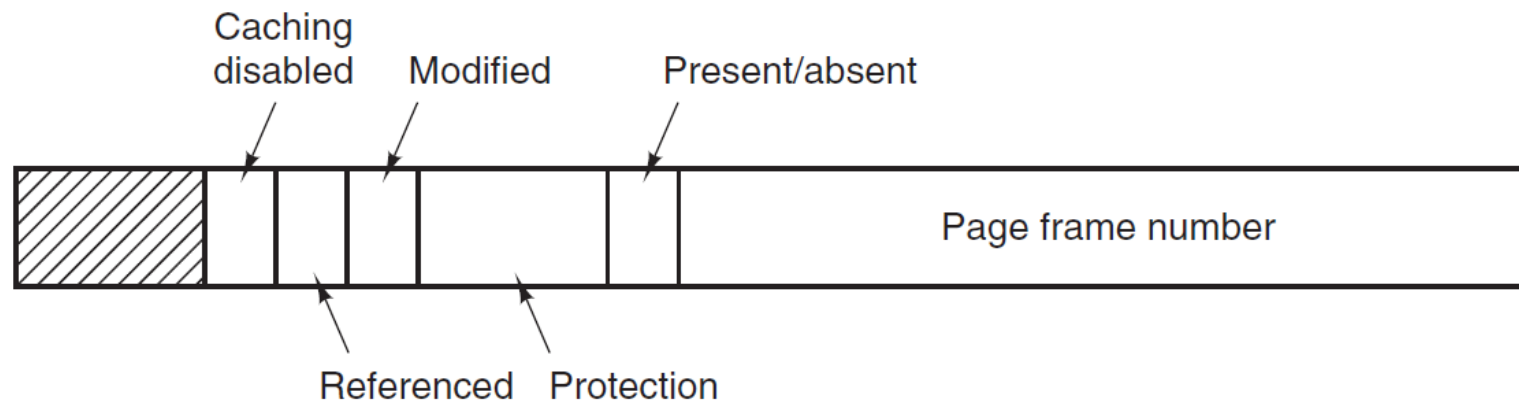 Caching
disabled
Modified
Present/absent
Page frame number
Referenced
Protection